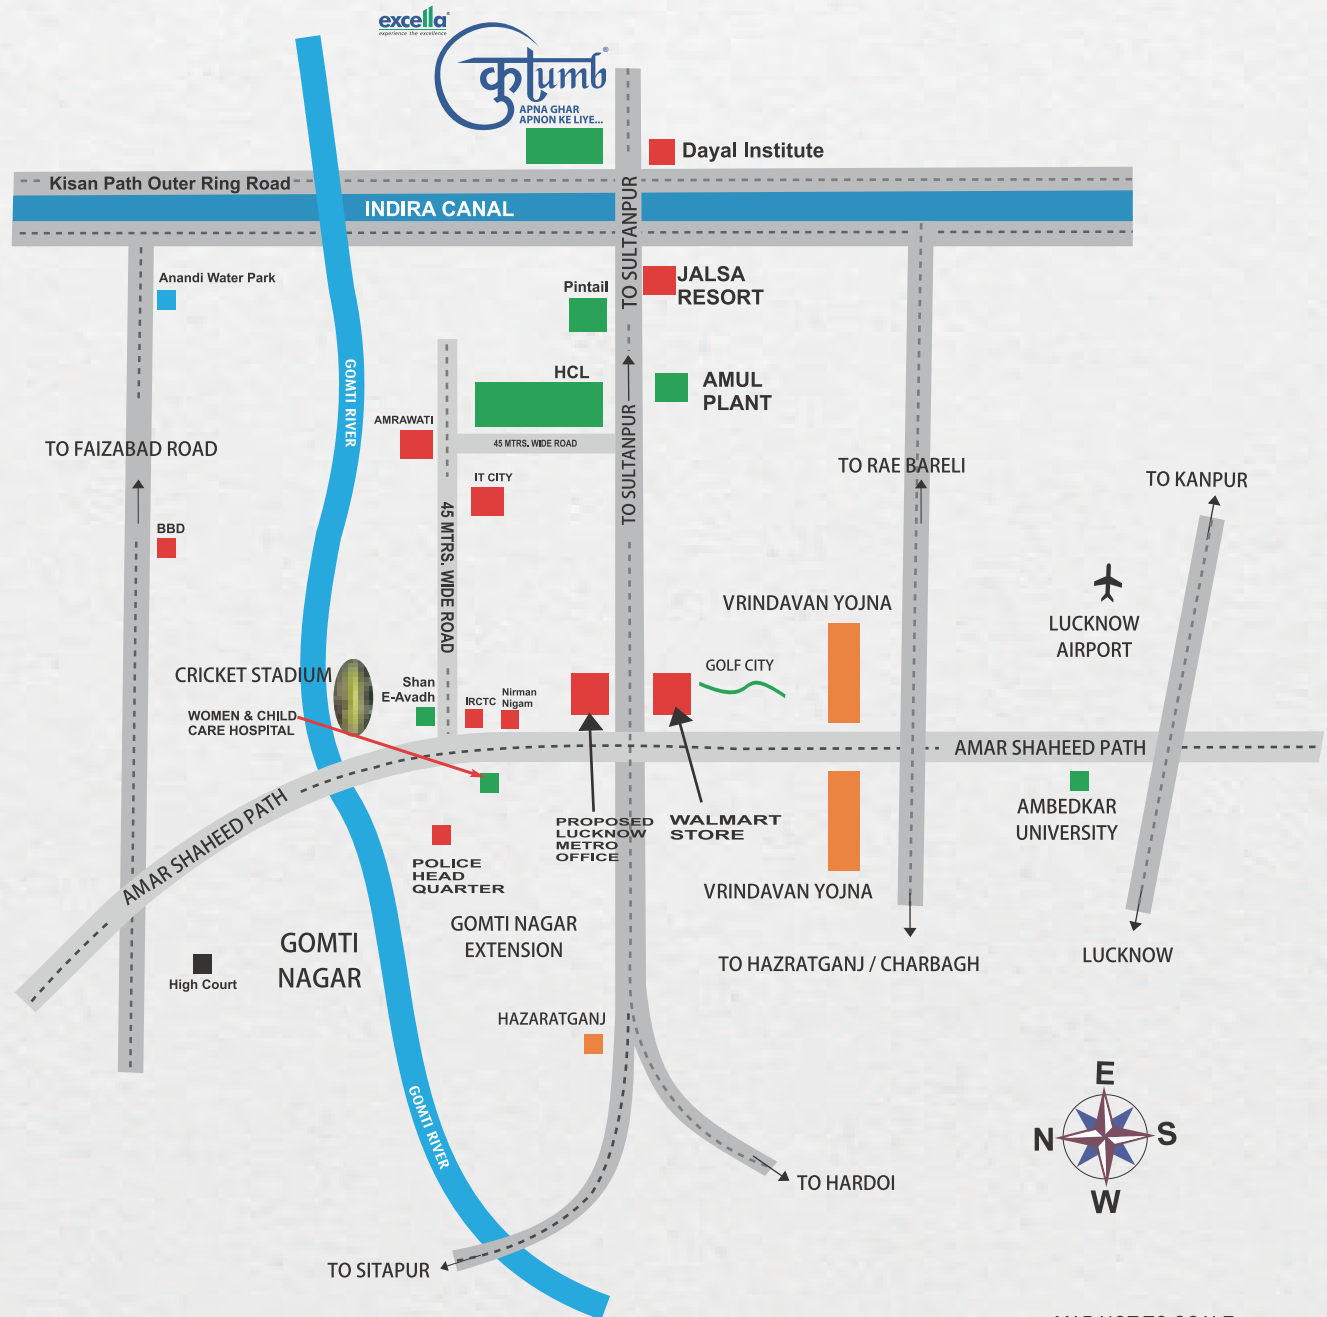 excella
experience the excellence
कुtumb
APNA GHAR
APNON KE LIYE...
Dayal Institute
Kisan Path Outer Ring Road
INDIRA CANAL
TO SULTANPUR
Anandi Water Park
Pintail
JALSA
RESORT
GOMTI RIVER
HCL
AMUL
PLANT
AMRAWATI
45 MTRS. WIDE ROAD
TO FAIZABAD ROAD
TO SULTANPUR
TO RAE BARELI
TO KANPUR
IT CITY
BBD
45 MTRS. WIDE ROAD
VRINDAVAN YOJNA
LUCKNOW
AIRPORT
CRICKET STADIUM
GOLF CITY
Shan
E-Avadh
IRCTC
Nirman
Nigam
WOMEN & CHILD
CARE HOSPITAL
AMAR SHAHEED PATH
AMAR SHAHEED PATH
AMBEDKAR
UNIVERSITY
PROPOSED
LUCKNOW
METRO
OFFICE
WALMART
STORE
POLICE
HEAD
QUARTER
VRINDAVAN YOJNA
GOMTI NAGAR
EXTENSION
GOMTI
NAGAR
High Court
TO HAZRATGANJ / CHARBAGH
LUCKNOW
HAZARATGANJ
GOMTI RIVER
E
N
S
W
TO HARDOI
TO SITAPUR